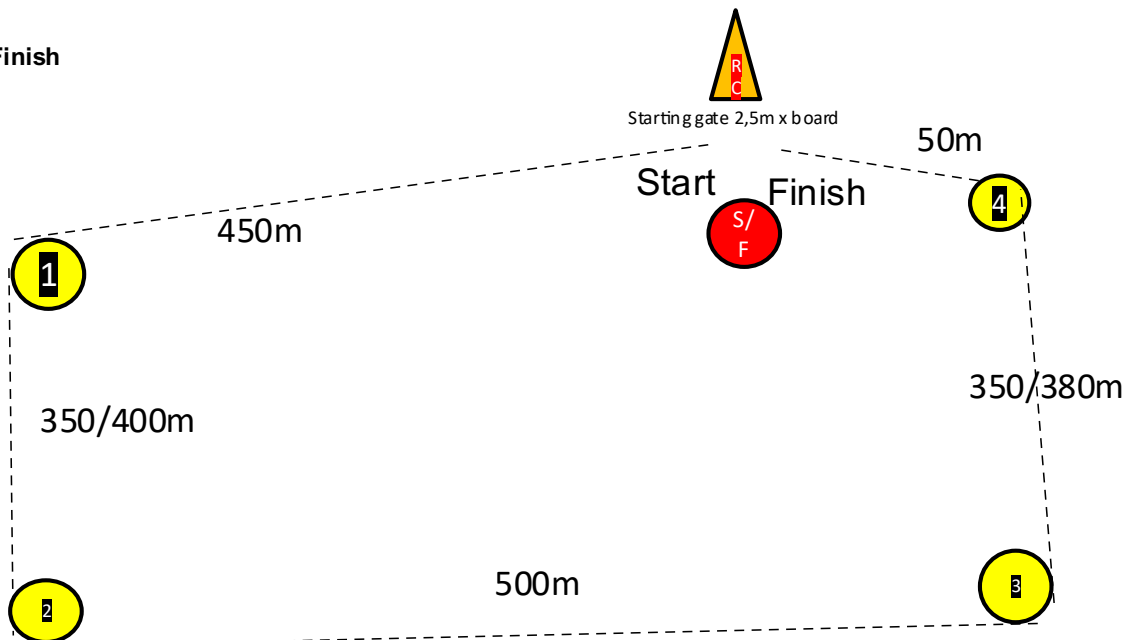 Finish
R
C
Starting gate 2,5m x board
50m
Start
Finish
4
S/
F
450m
1
350/380m
350/400m
500m
3
2